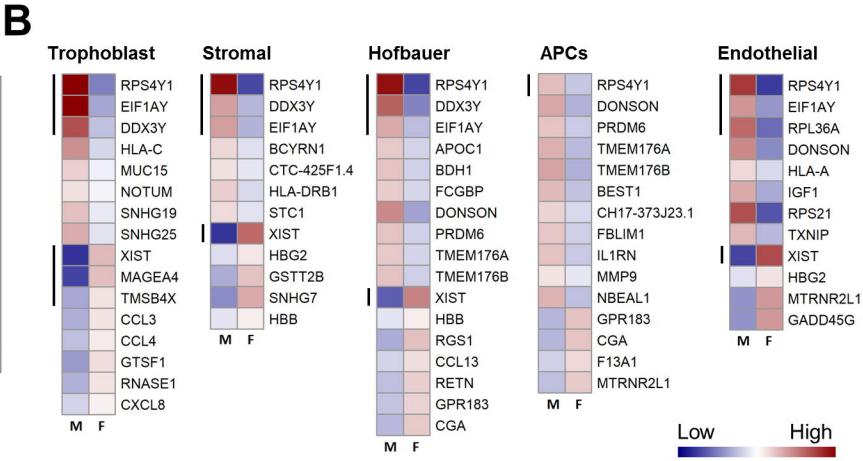 B
Trophoblast
RPS4Y1
EIF1AY
DDX3Y
HLA-C
MUC15
NOTUM
SNHG19
SNHG25
XIST
MAGEA4
TMSB4X
CCL3
CCL4
GTSF1
RNASE1
CXCL8
M F
Stromal
RPS4Y1
DDX3Y
EIF1AY
BCYRN1
CTC-425F1.4
HLA-DRB1
STC1
XIST
HBG2
GSTT2B
SNHG7
HBB
M F
Hofbauer
RPS4Y1
DDX3Y
EIF1AY
APOC1
BDH1
FCGBP
DONSON
PRDM6
TMEM176A
TMEM176B
XIST
HBB
RGS1
CCL13
RETN
GPR183
CGA
M F
APCs
RPS4Y1
DONSON
PRDM6
TMEM176A
TMEM176B
BEST1
CH17-373J23.1
FBLIM1
IL1RN
MMP9
NBEAL1
GPR183
CGA
F13A1
MTRNR2L1
M F
Endothelial
RPS4Y1
EIF1AY
RPL36A
DONSON
HLA-A
IGF1
RPS21
TXNIP
XIST
HBG2
MTRNR2L1
GADD45G
M F
Low High